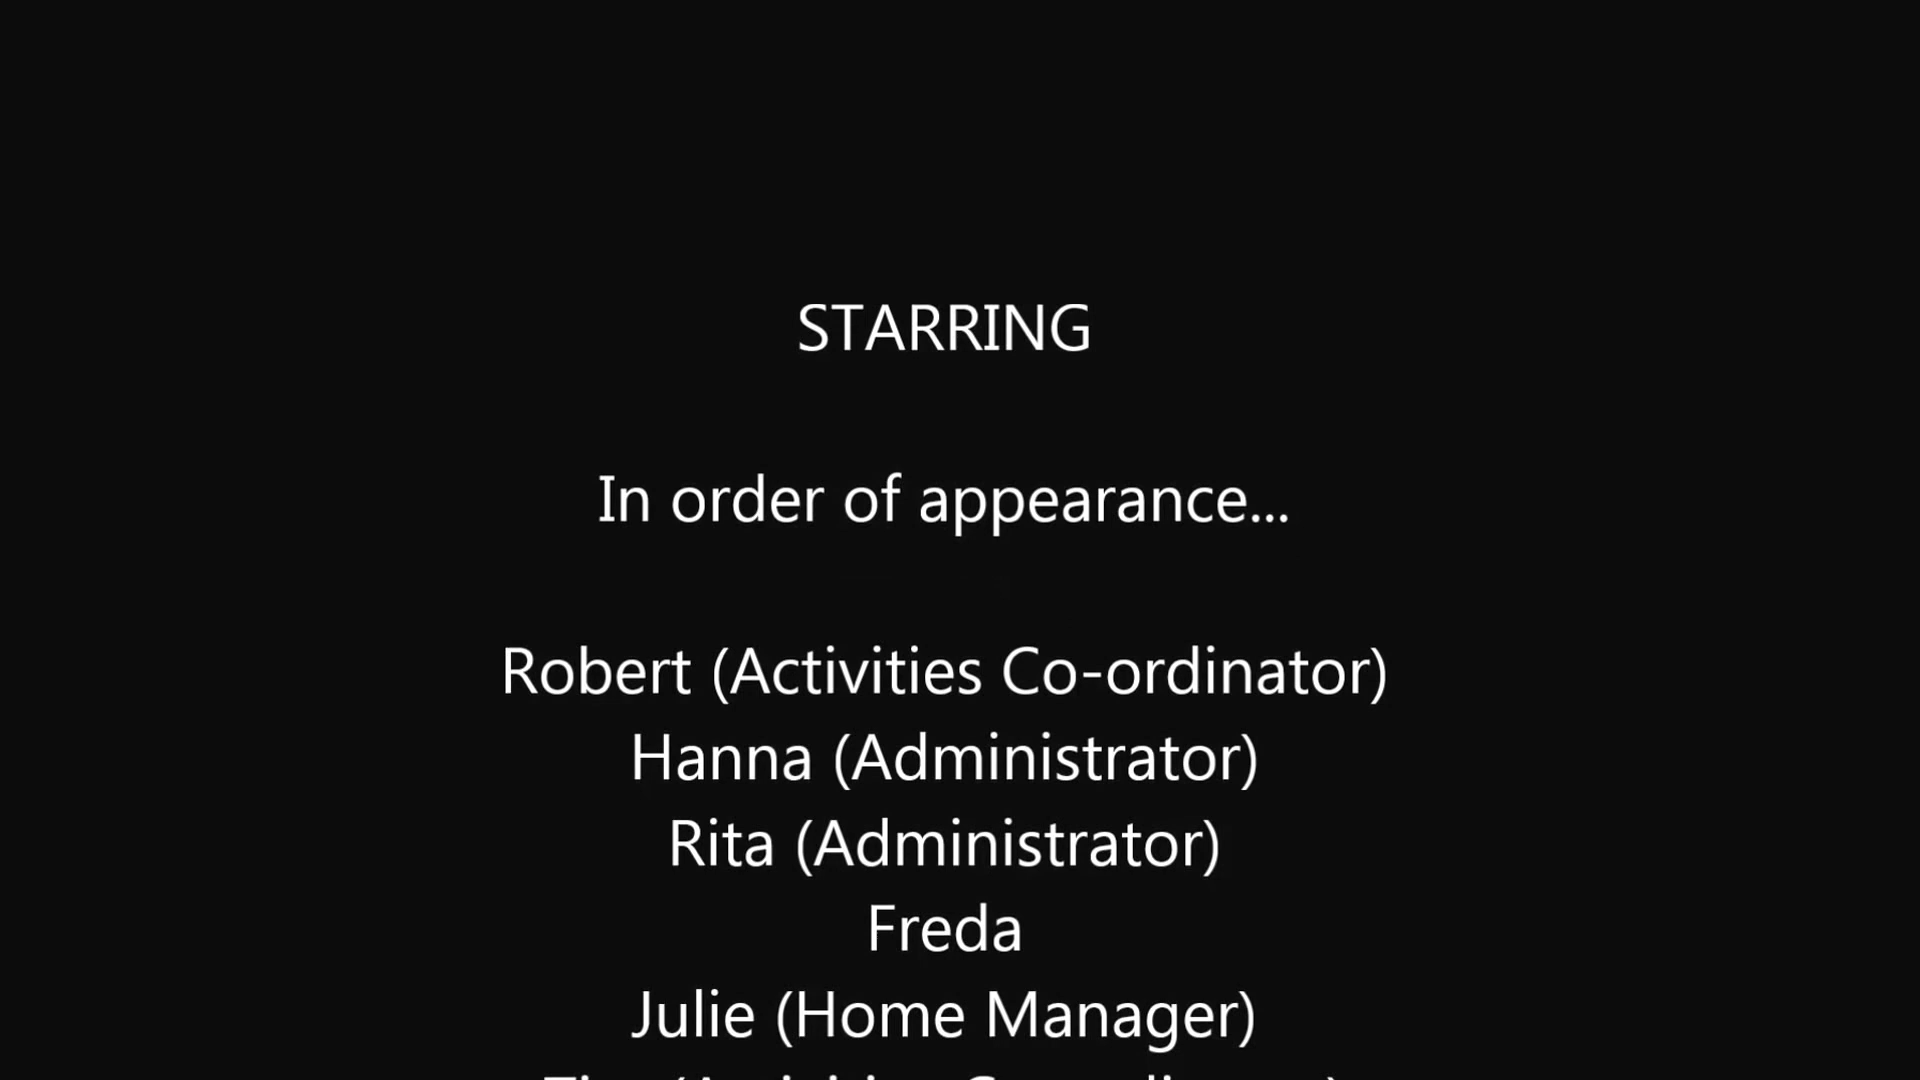 STARRING
In order of appearance...
Robert (Activities Co-ordinator)
Hanna (Administrator)
Rita (Administrator)
Freda
Julie (Home Manager)